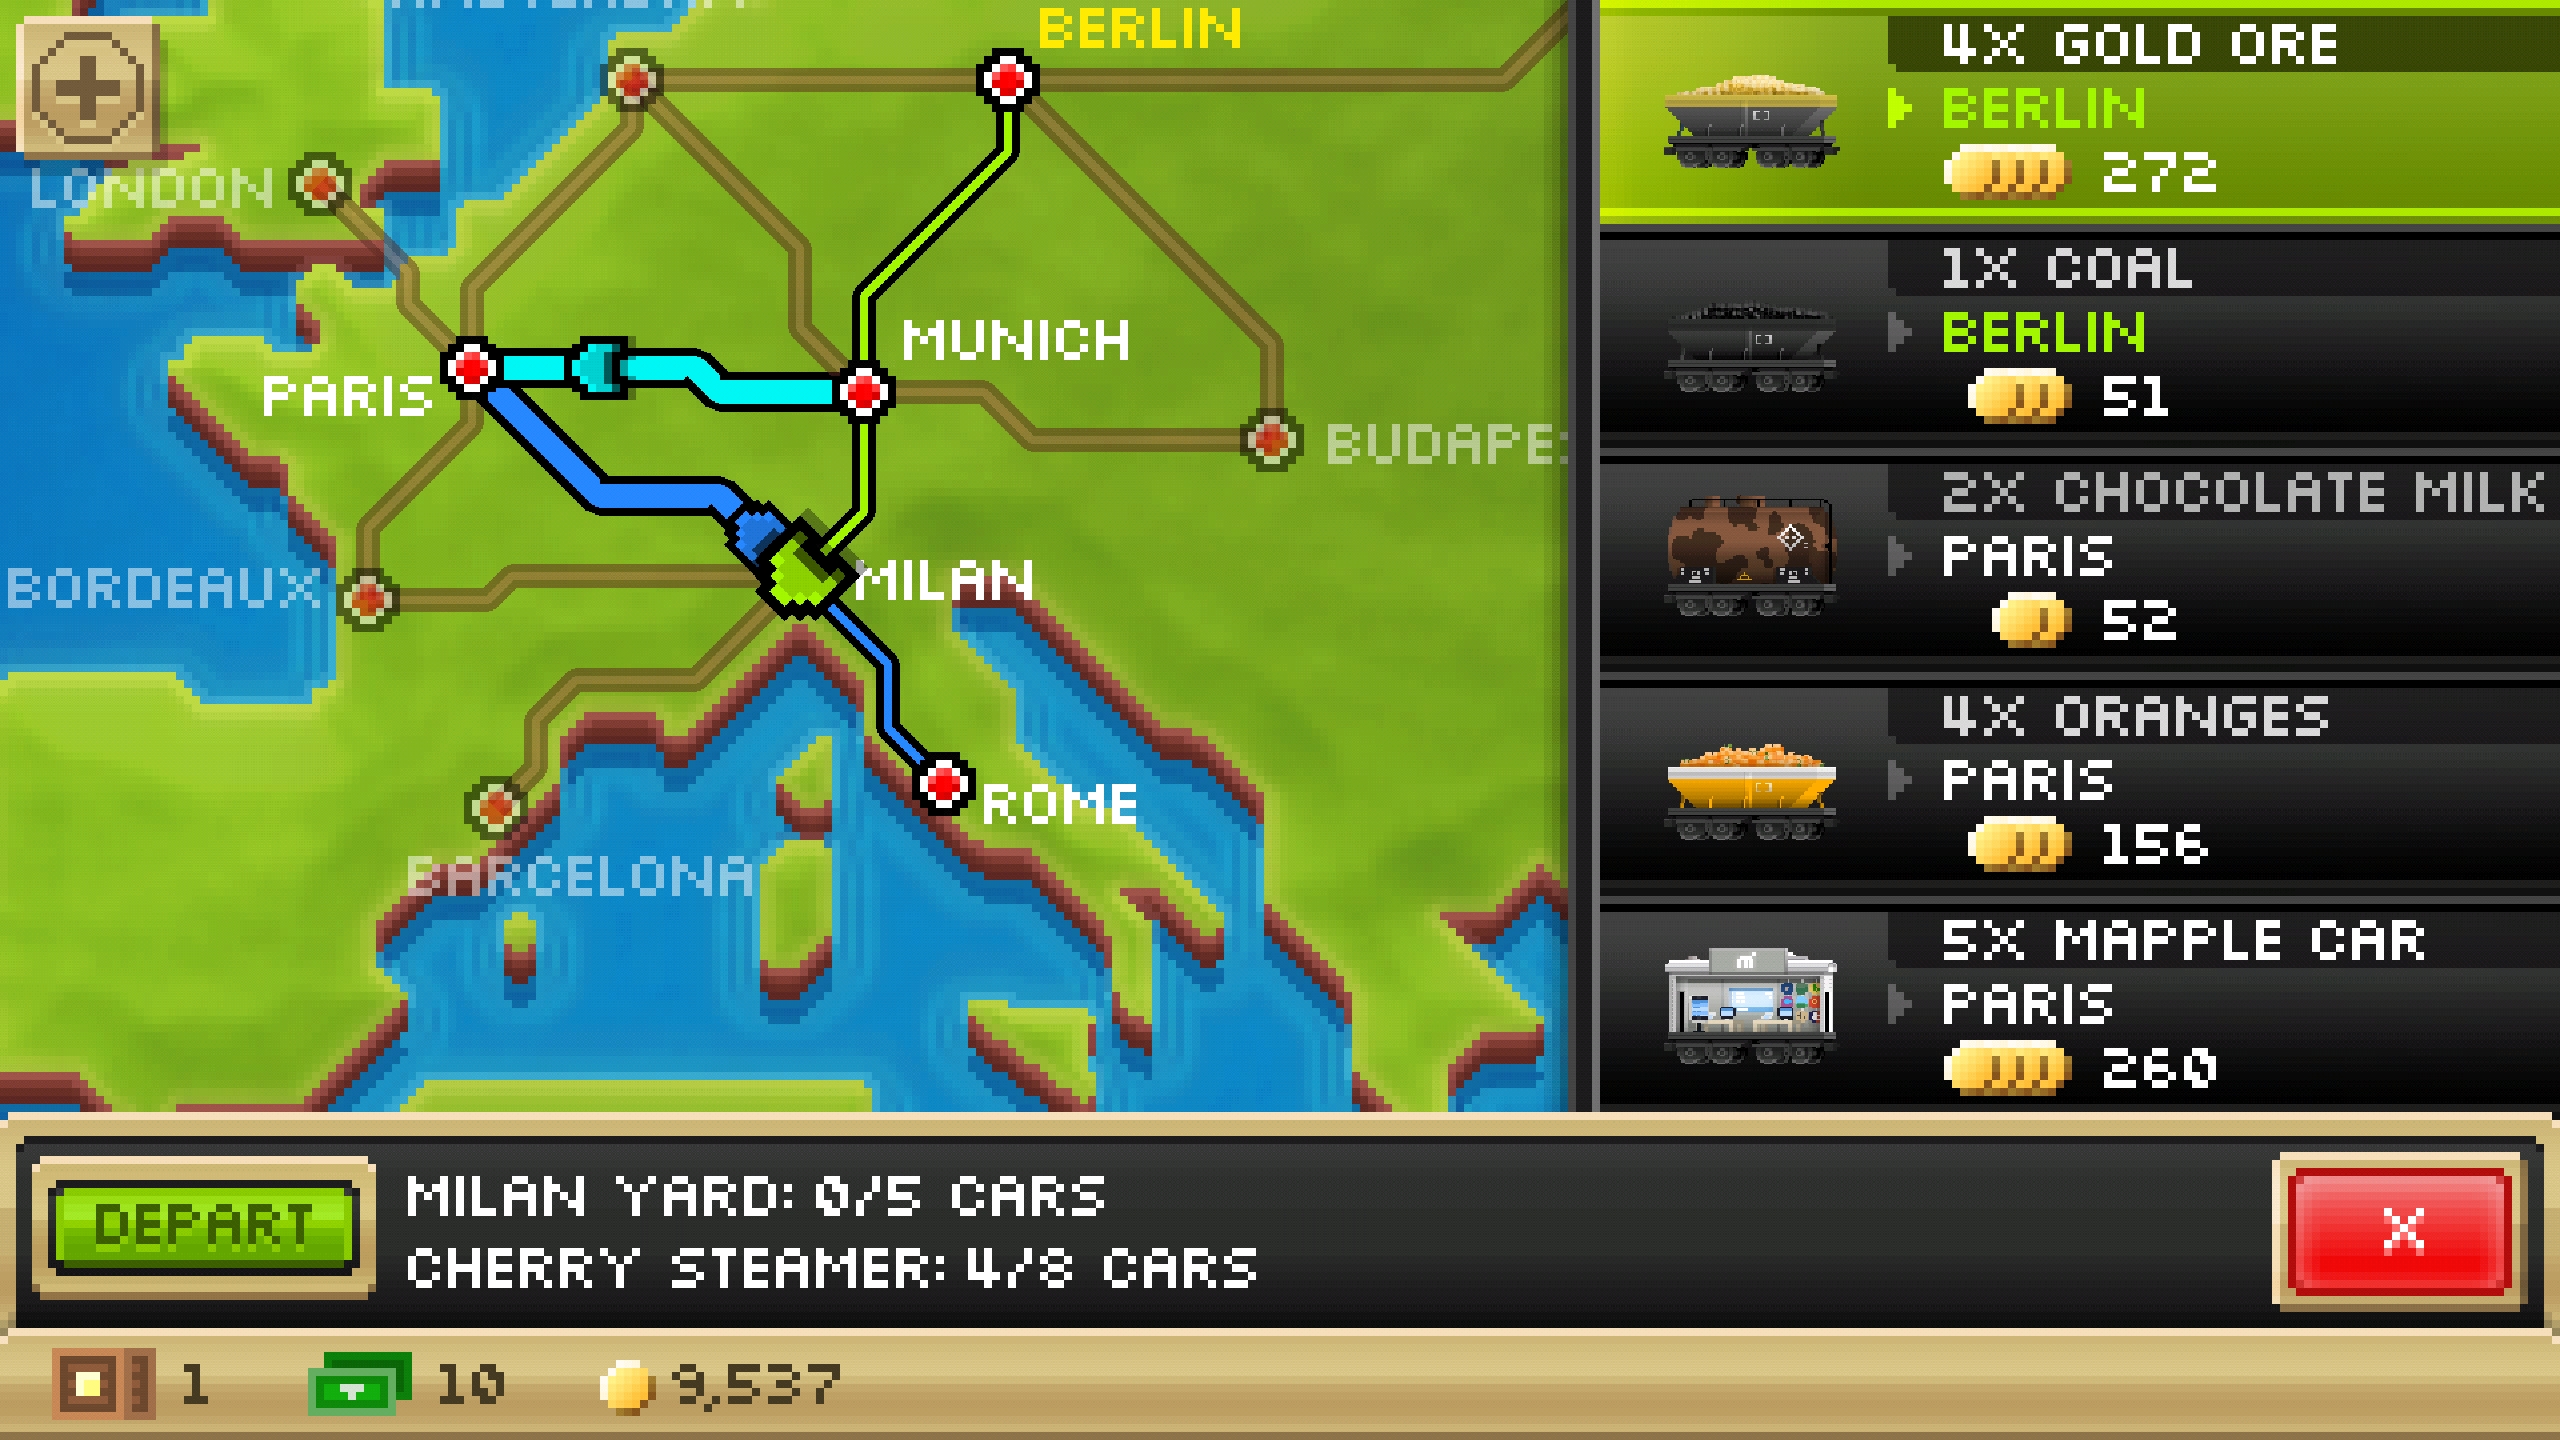 BERLIN
LONDON
MUNICH
PARIS
BUDAPE
BORDEAUX
MILAN
ROME
BARCELONA
4X GOLD ORE
BERLIN
272
1X COAL
BERLIN
51
2X CHOCOLATE MILK
PARIS
52
4X ORANGES
PARIS
156
5X MAPPLE CAR
PARIS
260
DEPART
MILAN YARD: 0/5 CARS
CHERRY STEAMER: 4/8 CARS
X
1
10
9,537